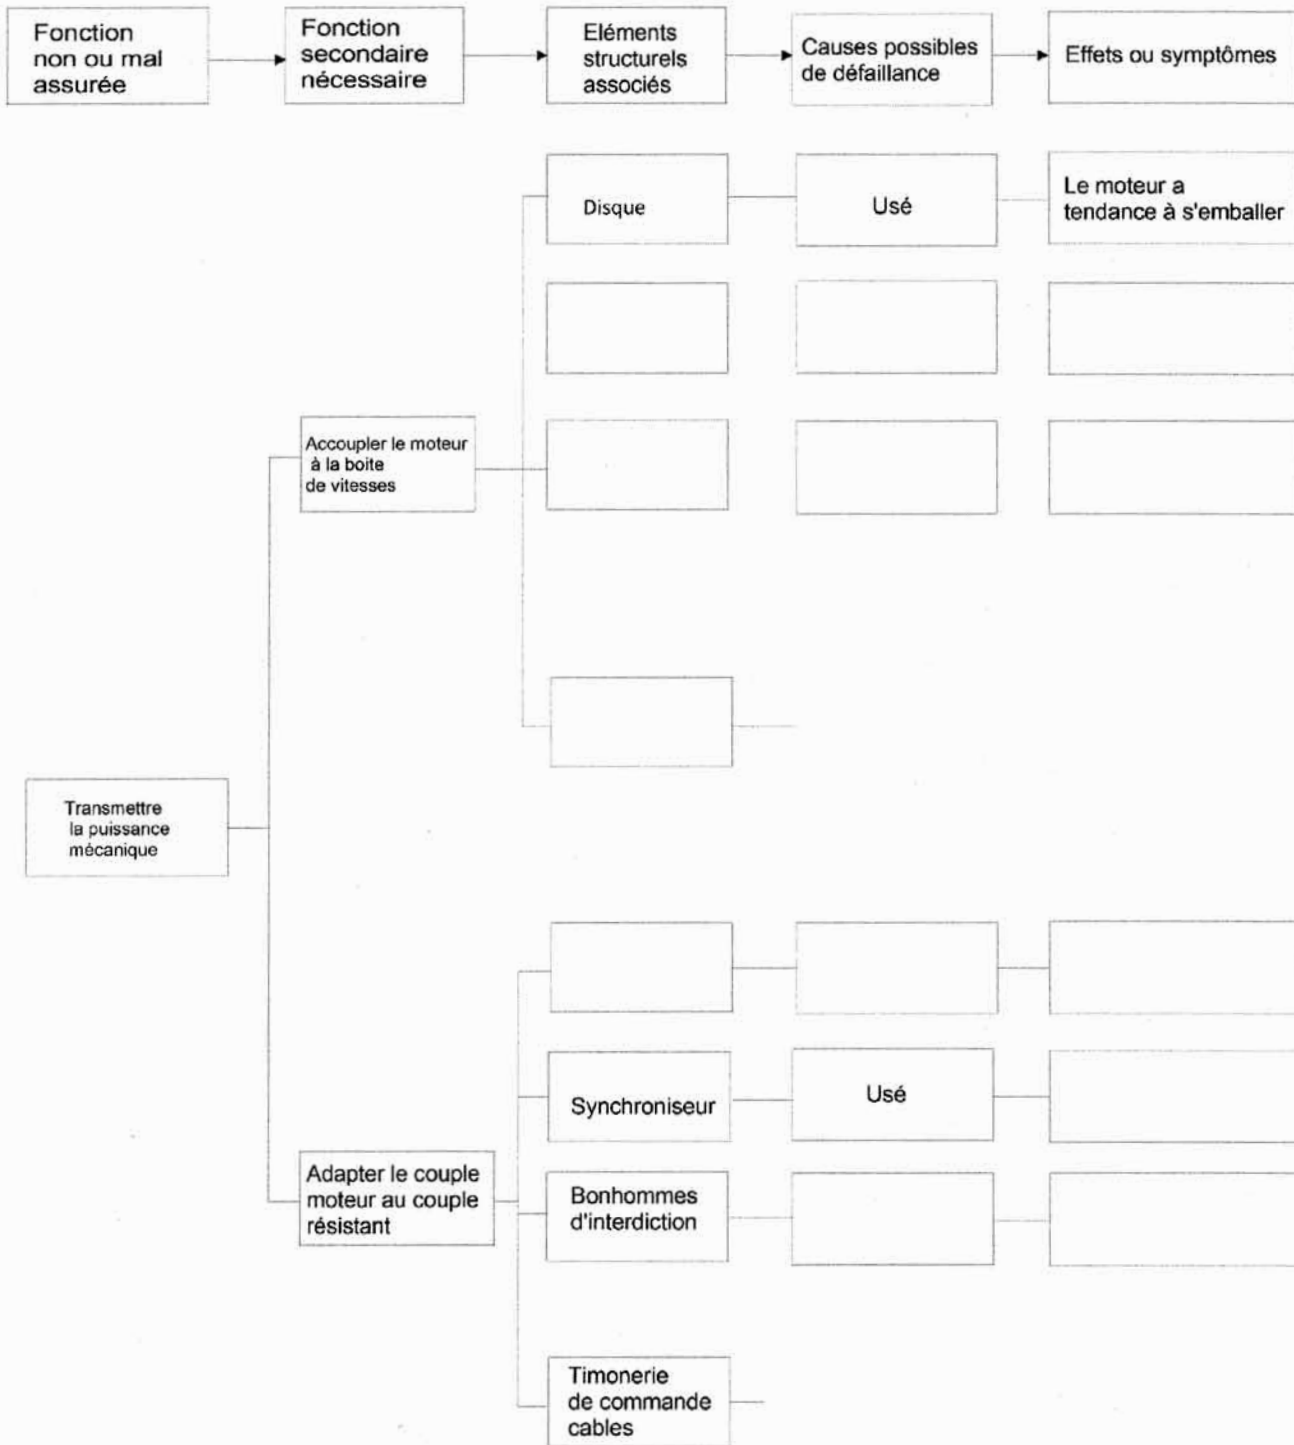 Fonction
non ou mal
assurée
Fonction
secondaire
nécessaire
Eléments
structurels
associés
Causes possibles
de défaillance
Effets ou symptômes
Disque
Usé
Le moteur a
tendance à s'emballer
Accoupler le moteur
à la boite
de vitesses
Transmettre
la puissance
mécanique
Synchroniseur
Usé
Adapter le couple
moteur au couple
résistant
Bonhommes
d'interdiction
Timonerie
de commande
cables